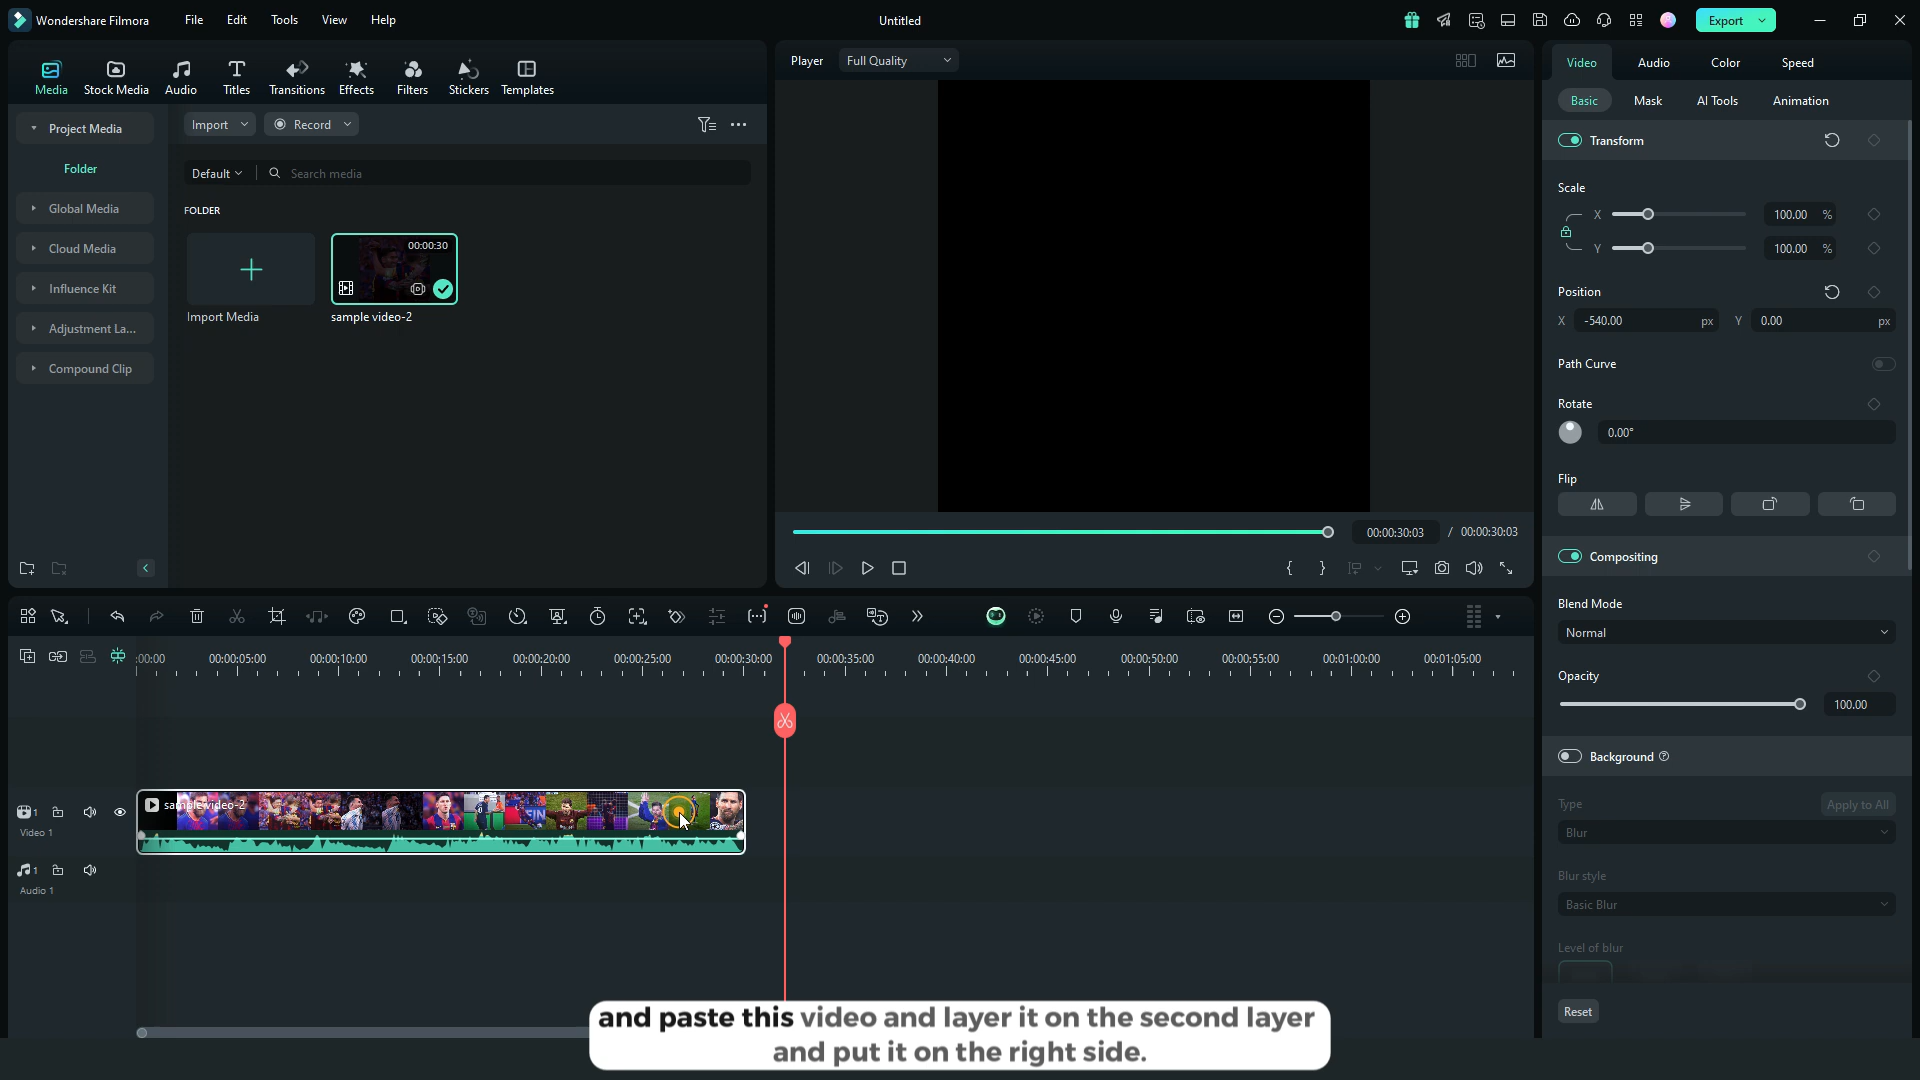 Wondershare Filmora
File
Edit
Tools
View
Help
Untitled
Export
Media
Stock Media
Audio
Titles
Transitions
Effects
Filters
Stickers
Templates
Player
Full Quality
Video
Audio
Color
Speed
Basic
Mask
AI Tools
Animation
Project Media
Folder
Global Media
Cloud Media
Influence Kit
Adjustment La...
Compound Clip
Import
Record
Default
Search media
FOLDER
Import Media
00:00:30
sample video-2
Transform
Scale
X
100.00
%
Y
100.00
%
Position
X
-540.00
px
Y
0.00
px
Path Curve
Rotate
0.00°
Flip
Compositing
Blend Mode
Normal
Opacity
100.00
Background
Type
Apply to All
Blur
Blur style
Basic Blur
Level of blur
Reset
00:00:30:03
/
00:00:30:03
:00:00
00:00:05:00
00:00:10:00
00:00:15:00
00:00:20:00
00:00:25:00
00:00:30:00
00:00:35:00
00:00:40:00
00:00:45:00
00:00:50:00
00:00:55:00
00:01:00:00
00:01:05:00
1
Video 1
sample video-2
1
Audio 1
and paste this video and layer it on the second layer
and put it on the right side.